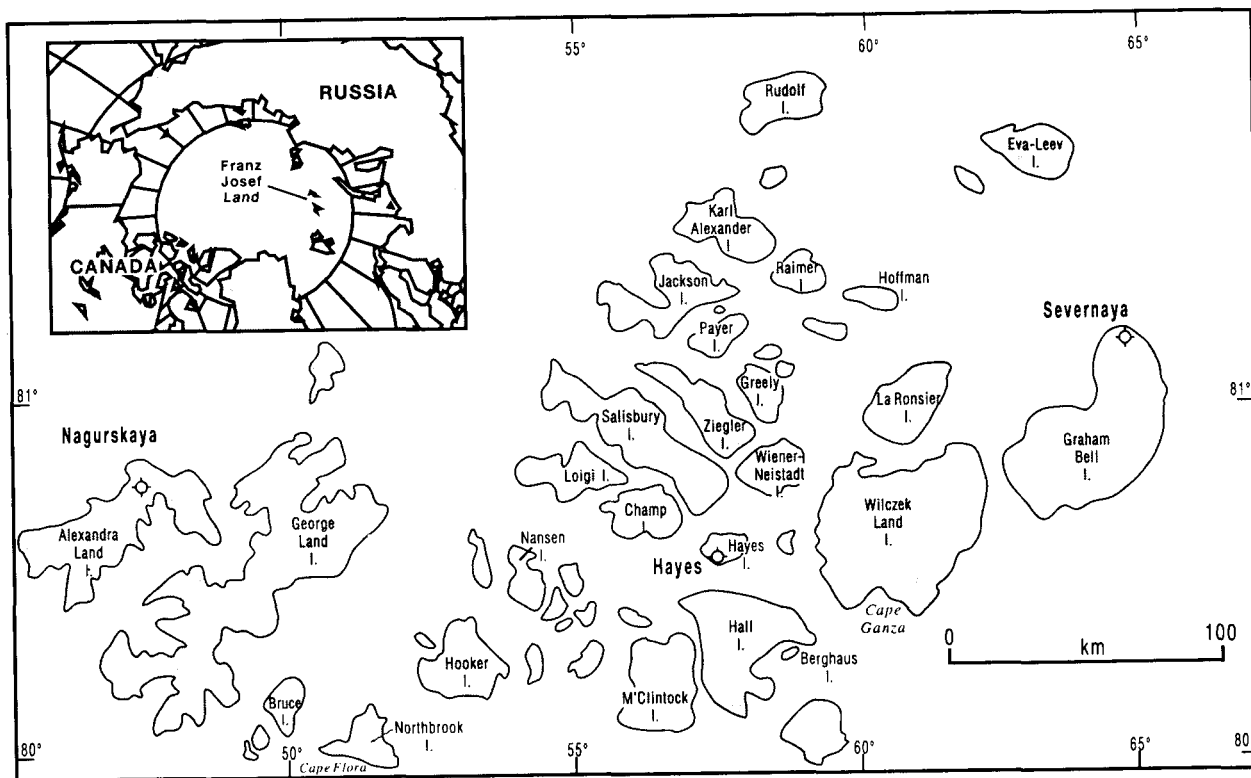 55°
60°
65°
RUSSIA
Franz
Josef
Land
CANADA
Rudolf
I.
Eva-Leev
I.
Karl
Alexander
I
Jackson
I.
Raimer
I
Hoffman
I.
Payer
I.
Severnaya
81°
81°
Greely
I.
La Ronsier
I.
Salisbury
I.
Ziegler
I.
Nagurskaya
Graham
Bell
I.
Wiener-
Neistadt
I.
Loigi I.
Champ
I
Wilczek
Land
I.
George
Land
I.
Alexandra
Land
I.
Nansen
I.
Hayes
I.
Hayes
Cape
Ganza
0
100
km
Hall
I.
Berghaus
I.
Hooker
I.
M'Clintock
I.
Bruce
I.
Northbrook
I.
80°
50°
Cape Flora
55°
60°
65°
80